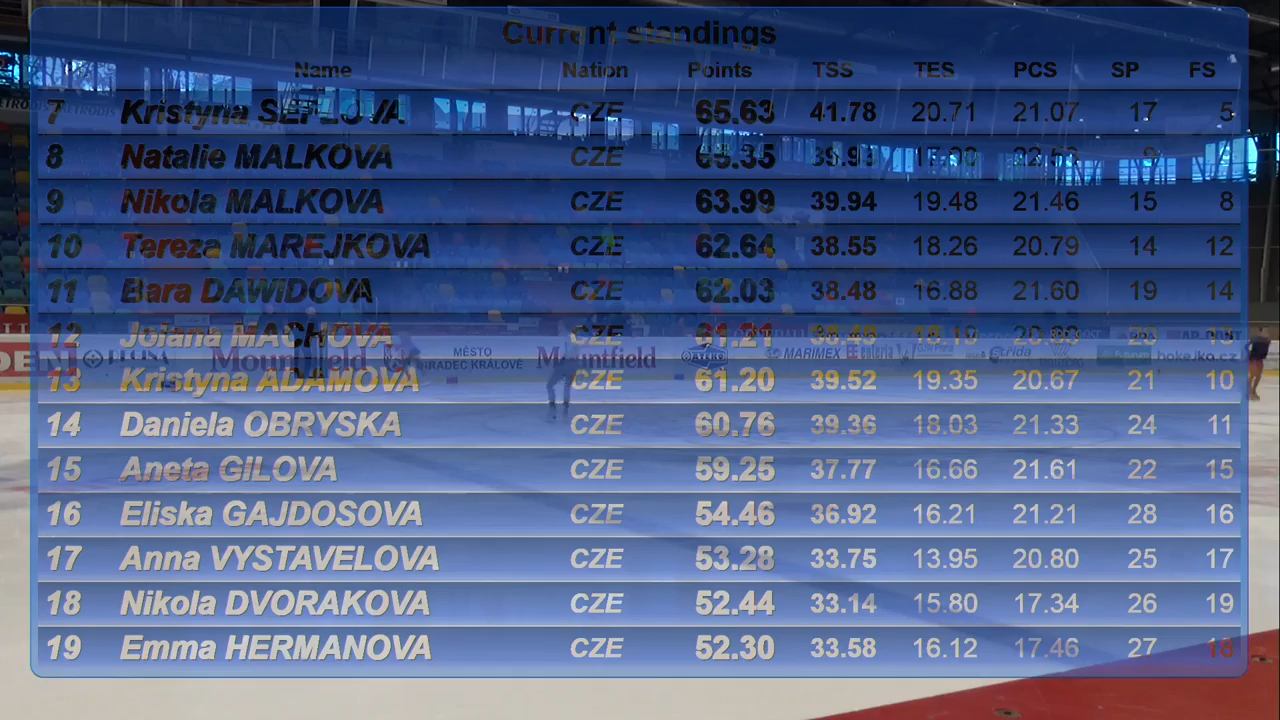 Current standings
Name Nation Points TSS TES PCS SP FS
7 Kristyna SEFLOVA CZE 65.63 41.78 20.71 21.07 17 5
8 Natalie MALKOVA CZE 65.35
9 Nikola MALKOVA CZE 63.99 39.94 19.48 21.46 15 8
10 Tereza MAREJKOVA CZE 62.64 38.55 18.26 20.79 14 12
11 Bara DAWIDOVA CZE 62.03 38.48 16.88 21.60 19 14
12 Jolana MACHOVA CZE 61.21 20 13
DENI PECINA Mountfield MĚSTO HRADEC KRÁLOVÉ Mountfield MARIMEX hokejko.cz
13 Kristyna ADAMOVA CZE 61.20 39.52 19.35 20.67 21 10
14 Daniela OBRYSKA CZE 60.76 39.36 18.03 21.33 24 11
15 Aneta GILOVA CZE 59.25 37.77 16.66 21.61 22 15
16 Eliska GAJDOSOVA CZE 54.46 36.92 16.21 21.21 28 16
17 Anna VYSTAVELOVA CZE 53.28 33.75 13.95 20.80 25 17
18 Nikola DVORAKOVA CZE 52.44 33.14 15.80 17.34 26 19
19 Emma HERMANOVA CZE 52.30 33.58 16.12 17.46 27 18